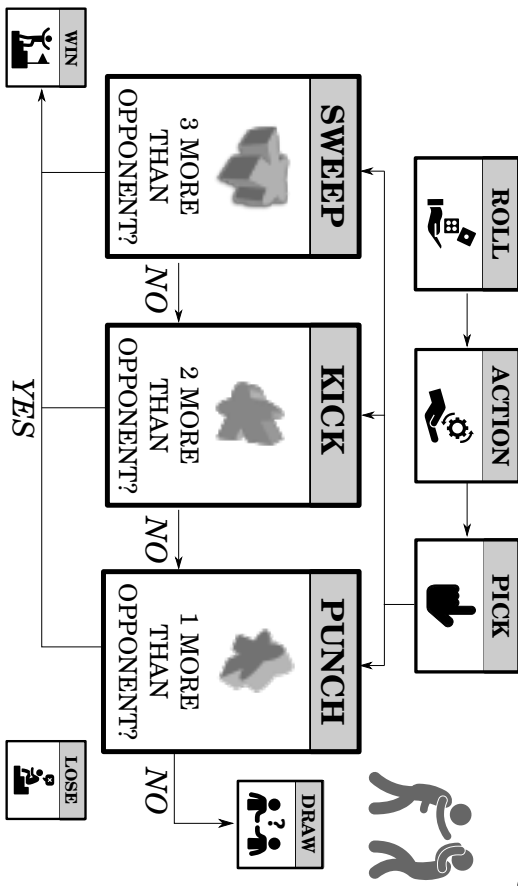 ROLL
ACTION
PICK
SWEEP
3 MORE
THAN
OPPONENT?
NO
KICK
2 MORE
THAN
OPPONENT?
NO
PUNCH
1 MORE
THAN
OPPONENT?
NO
DRAW
?
WIN
YES
LOSE